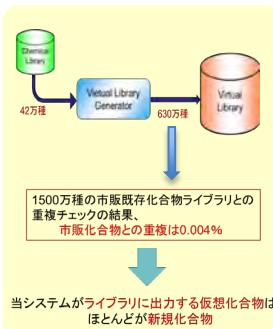 Chemical
Library
Vietual Library
Generator
Virtual
Library
42万種
630万種
1500万種の市販既存化合物ライブラリとの
重複チェックの結果、
市販化合物との重複は0.004%
当システムがライブラリに出力する仮想化合物は
ほとんどが新規化合物